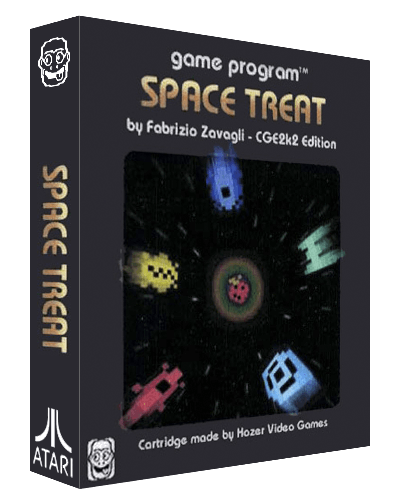 game program™
SPACE TREAT
by Fabrizio Zavagli - CGE2k2 Edition
Cartridge made by Hozer Video Games
SPACE TREAT
ATARI